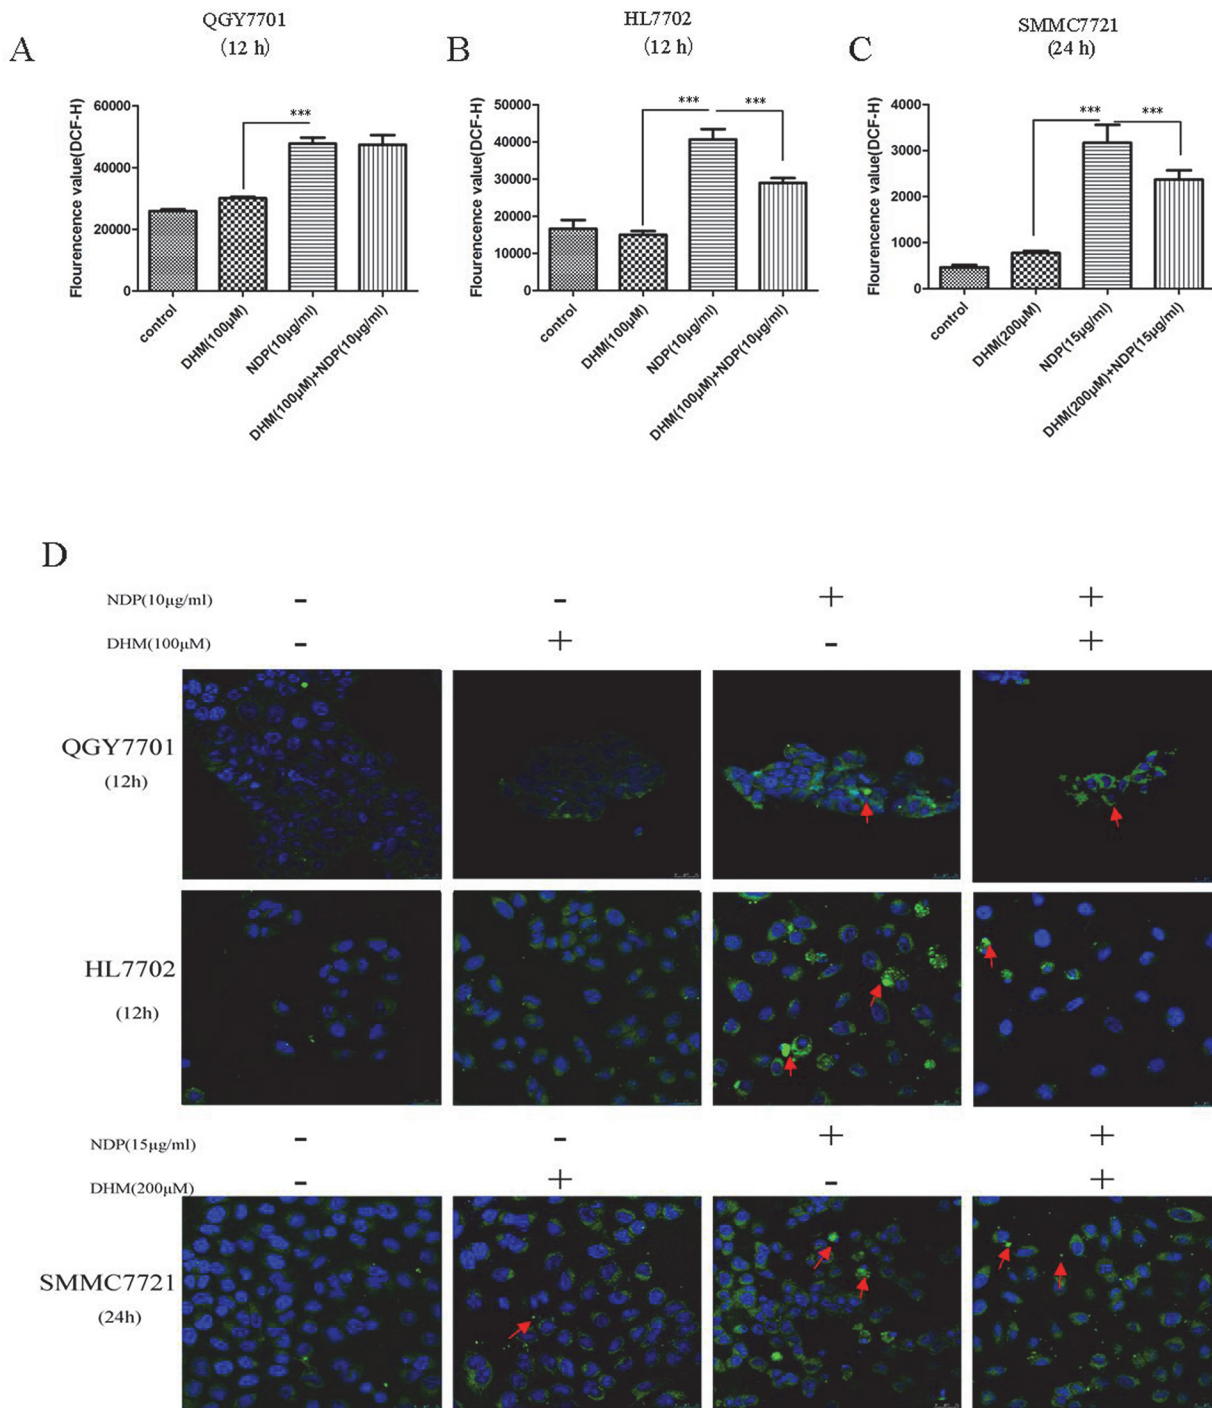 QGY7701
(12 h)
HL7702
(12 h)
SMMC7721
(24 h)
A
B
C
Flourencence value(DCF-H)
60000
40000
20000
0
***
control
DHM(100μM)
NDP(10μg/ml)
DHM(100μM)+NDP(10μg/ml)
Flourencence value(DCF-H)
50000
40000
30000
20000
10000
0
***
***
control
DHM(100μM)
NDP(10μg/ml)
DHM(100μM)+NDP(10μg/ml)
Flourencence value(DCF-H)
4000
3000
2000
1000
0
***
***
control
DHM(200μM)
NDP(15μg/ml)
DHM(200μM)+NDP(15μg/ml)
D
NDP(10μg/ml) - - + +
DHM(100μM) - + - +
QGY7701
(12h)
HL7702
(12h)
NDP(15μg/ml) - - + +
DHM(200μM) - + - +
SMMC7721
(24h)